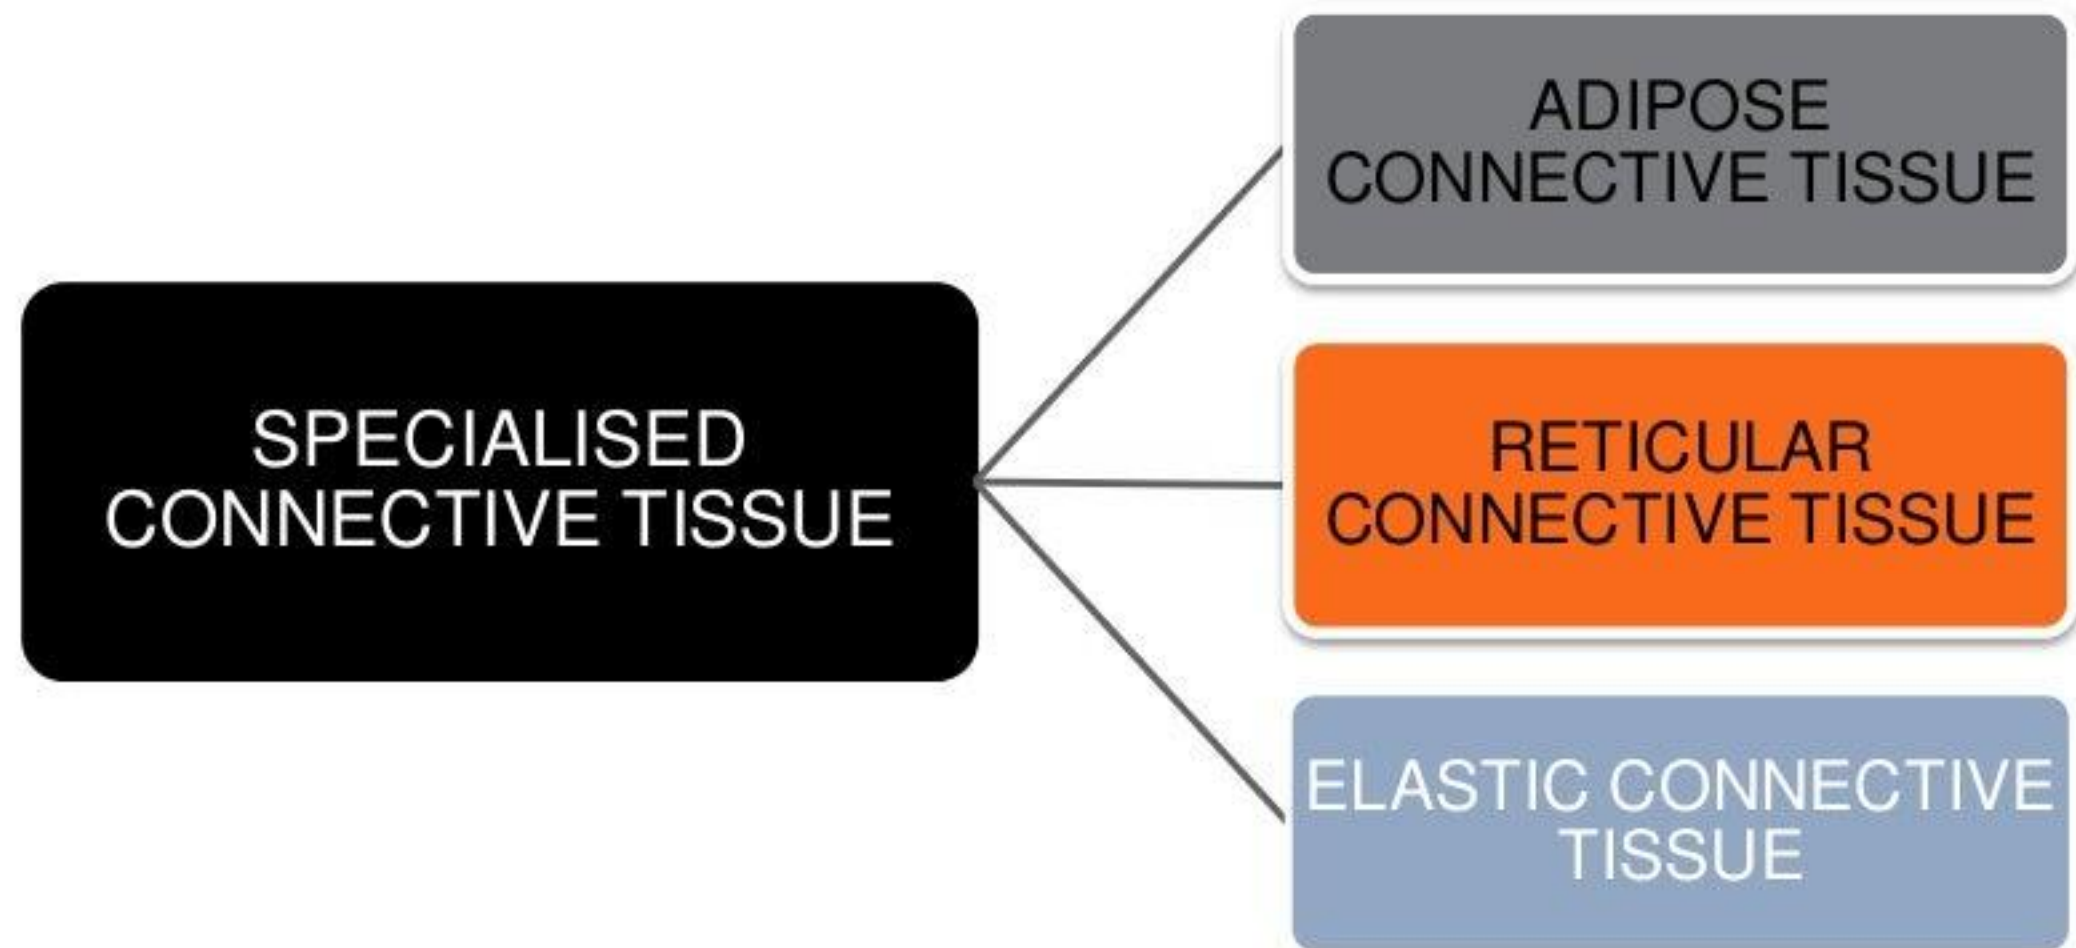 SPECIALISED
CONNECTIVE TISSUE
ADIPOSE
CONNECTIVE TISSUE
RETICULAR
CONNECTIVE TISSUE
ELASTIC CONNECTIVE
TISSUE